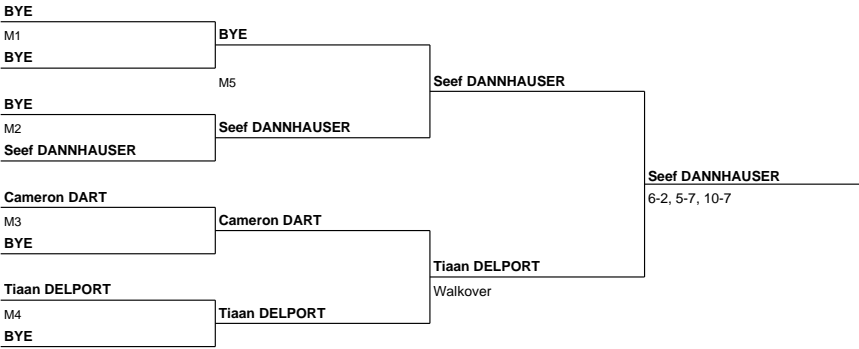 BYE
M1
BYE
BYE
M5
Seef DANNHAUSER
BYE
M2
Seef DANNHAUSER
Seef DANNHAUSER
Seef DANNHAUSER
6-2, 5-7, 10-7
Cameron DART
M3
Cameron DART
BYE
Tiaan DELPORT
Walkover
Tiaan DELPORT
M4
Tiaan DELPORT
BYE